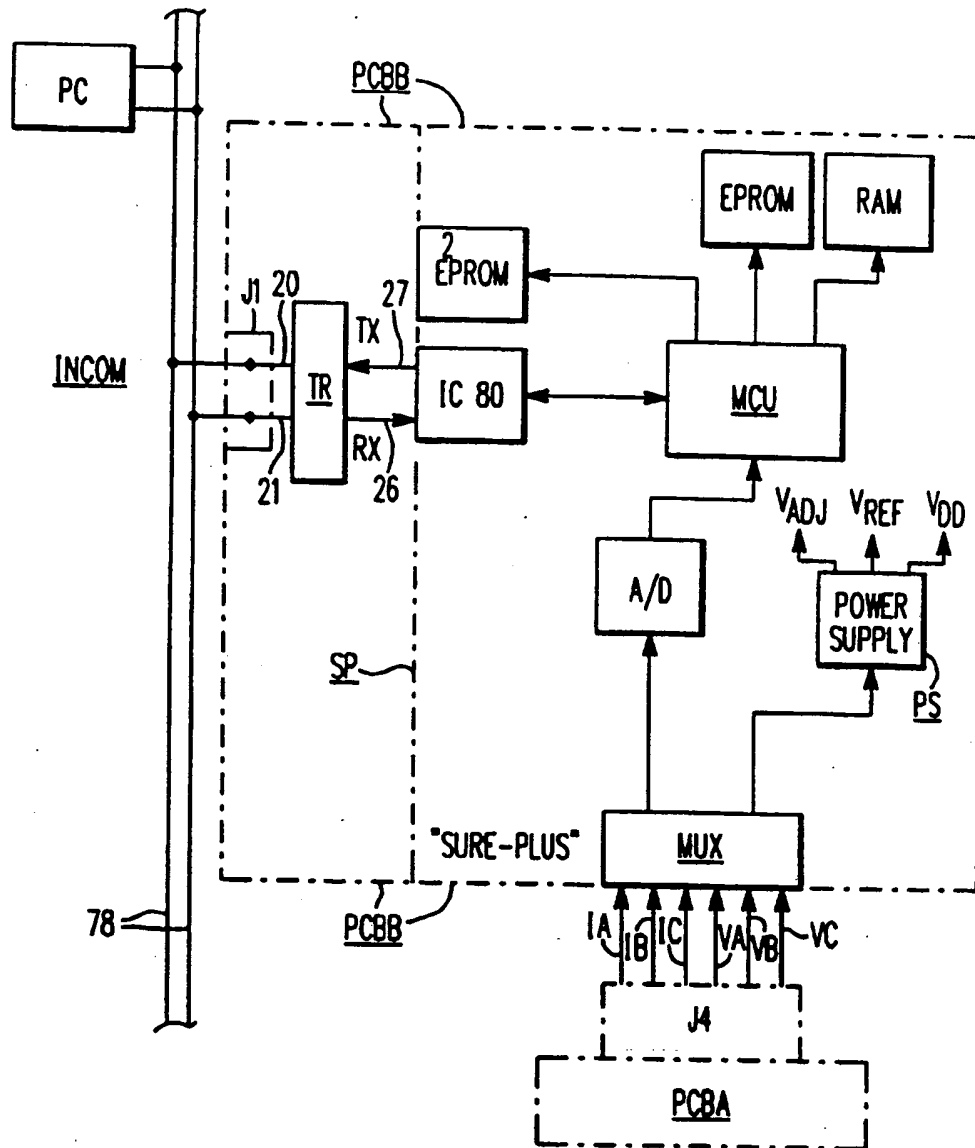 PC
PCBB
EPROM
RAM
2
EPROM
J1
20
TX
27
INCOM
TR
IC 80
MCU
RX
21
26
VADJ
VREF
VDD
A/D
POWER
SUPPLY
SP
PS
"SURE-PLUS"
MUX
78
PCBB
IA
IB
IC
VA
VB
VC
J4
PCBA